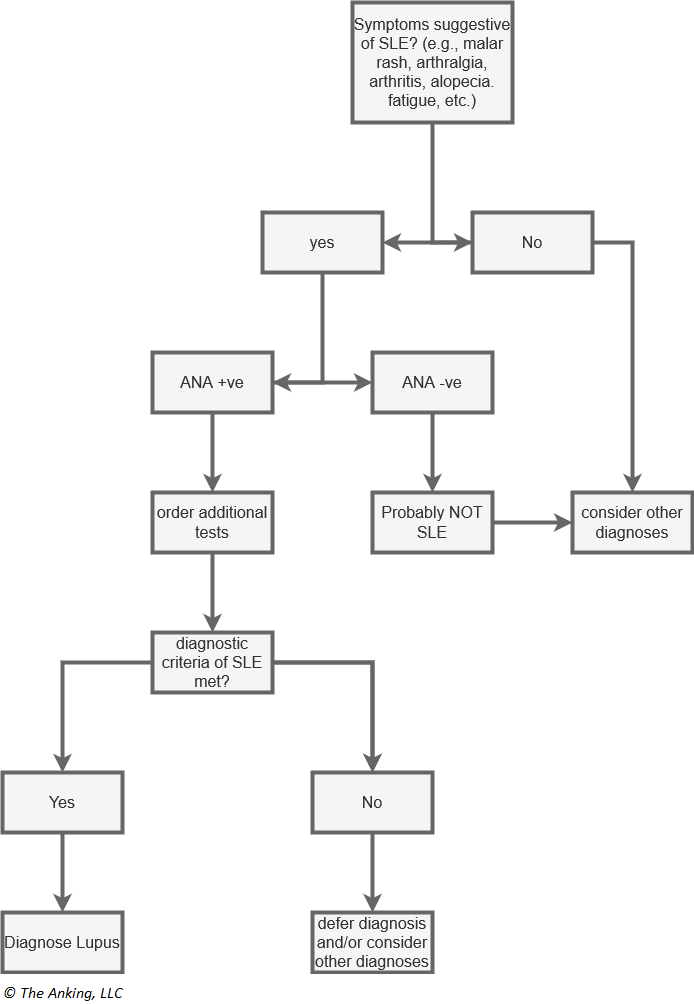 Symptoms suggestive
of SLE? (e.g., malar
rash, arthralgia,
arthritis, alopecia.
fatigue, etc.)
yes
No
ANA +ve
ANA -ve
order additional
tests
Probably NOT
SLE
consider other
diagnoses
diagnostic
criteria of SLE
met?
Yes
No
Diagnose Lupus
defer diagnosis
and/or consider
other diagnoses
© The Anking, LLC